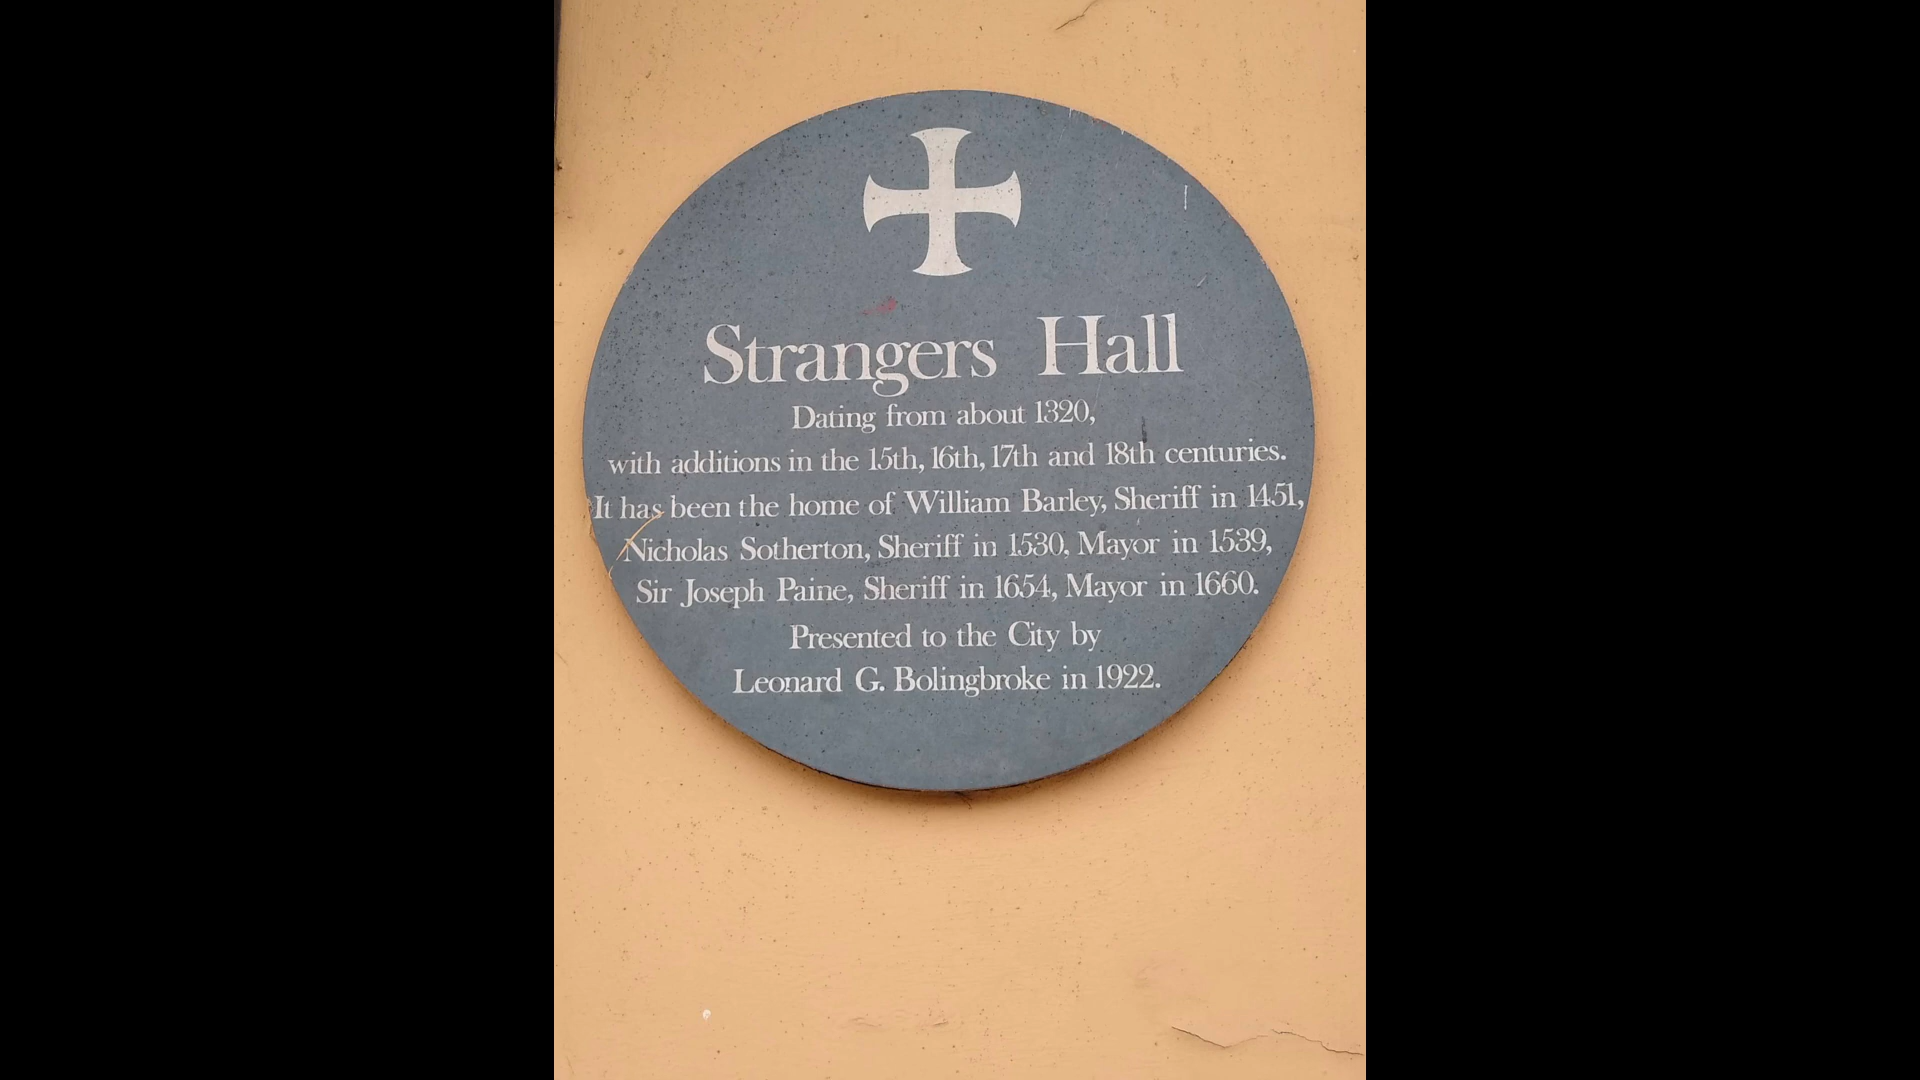 Strangers Hall
Dating from about 1320,
with additions in the 15th, 16th, 17th and 18th centuries.
It has been the home of William Barley, Sheriff in 1451,
Nicholas Sotherton, Sheriff in 1530, Mayor in 1539,
Sir Joseph Paine, Sheriff in 1654, Mayor in 1660.
Presented to the City by
Leonard G. Bolingbroke in 1922.